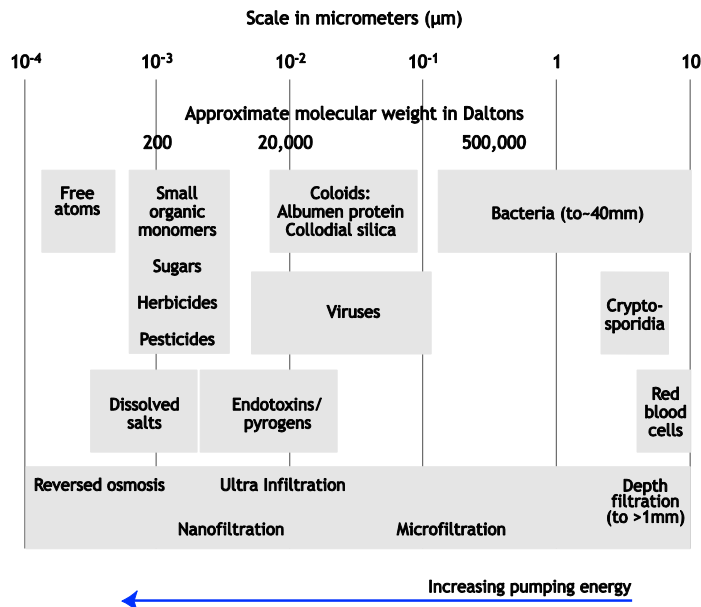 Scale in micrometers (µm)
10-4 10-3 10-2 10-1 1 10
Approximate molecular weight in Daltons
200 20,000 500,000
Free
atoms
Small
organic
monomers
Sugars
Herbicides
Pesticides
Coloids:
Albumen protein
Collodial silica
Bacteria (to~40mm)
Viruses
Crypto-
sporidia
Dissolved
salts
Endotoxins/
pyrogens
Red
blood
cells
Reversed osmosis
Ultra Infiltration
Depth
filtration
(to >1mm)
Nanofiltration
Microfiltration
Increasing pumping energy